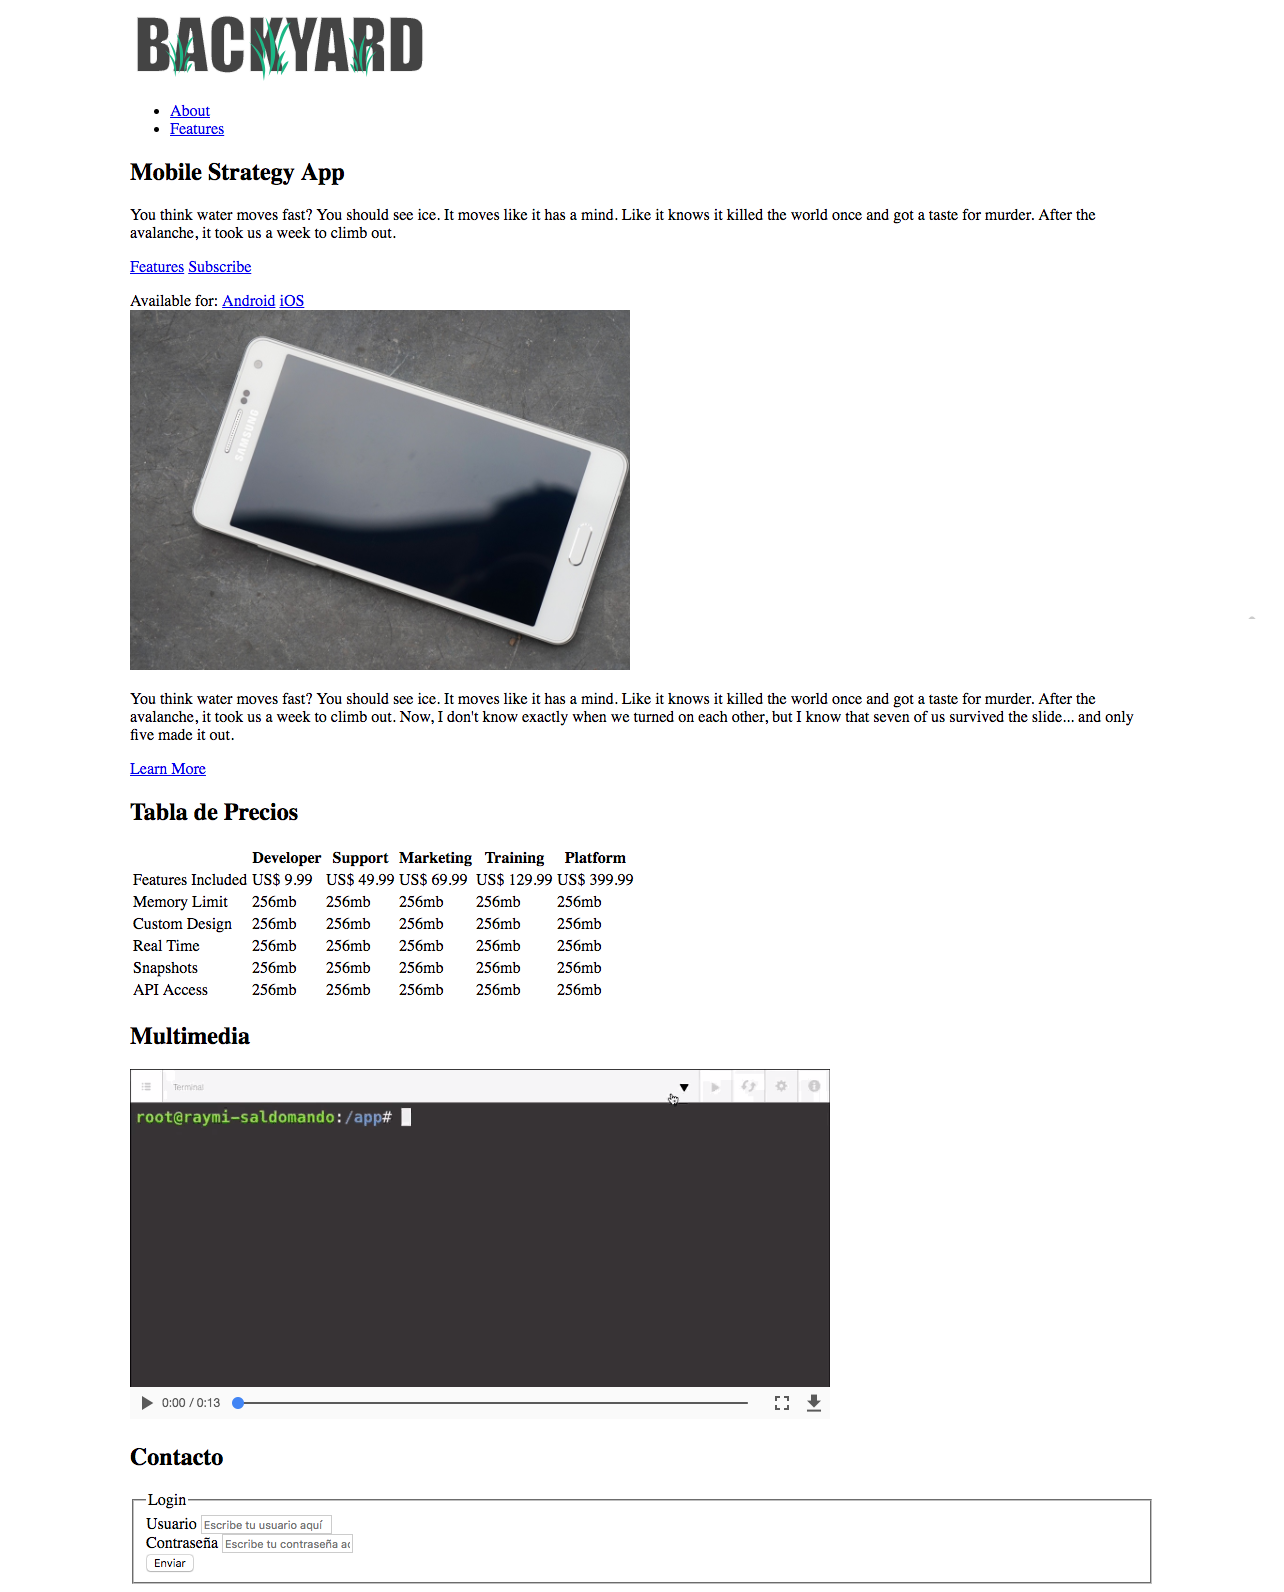 BACKYARD
About
Features
Mobile Strategy App
You think water moves fast? You should see ice. It moves like it has a mind. Like it knows it killed the world once and got a taste for murder. After the
avalanche, it took us a week to climb out.
Features Subscribe
Available for: Android iOS
SAMSUNG
You think water moves fast? You should see ice. It moves like it has a mind. Like it knows it killed the world once and got a taste for murder. After the
avalanche, it took us a week to climb out. Now, I don't know exactly when we turned on each other, but I know that seven of us survived the slide... and only
five made it out.
Learn More
Tabla de Precios
Developer Support Marketing Training Platform
Features Included US$ 9.99 US$ 49.99 US$ 69.99 US$ 129.99 US$ 399.99
Memory Limit 256mb 256mb 256mb 256mb 256mb
Custom Design 256mb 256mb 256mb 256mb 256mb
Real Time 256mb 256mb 256mb 256mb 256mb
Snapshots 256mb 256mb 256mb 256mb 256mb
API Access 256mb 256mb 256mb 256mb 256mb
Multimedia
Terminal
root@raymi-saldomando:/app#
0:00 / 0:13
Contacto
Login
Usuario Escribe tu usuario aquí
Contraseña Escribe tu contraseña a
Enviar